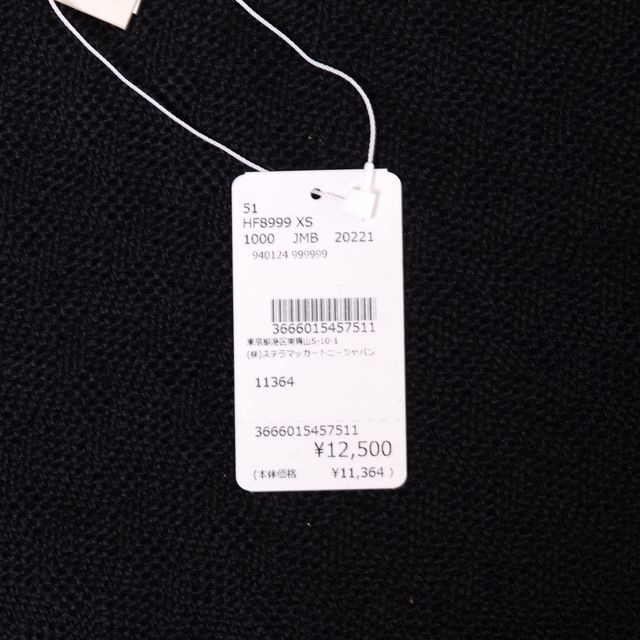 51
HF8999 XS
1000 JMB 20221
940124 999999
3666015457511
東京都港区南青山5-10-1
(株)ステラマッカートニージャパン
11364
3666015457511
¥12,500
(本体価格 ¥11,364 )